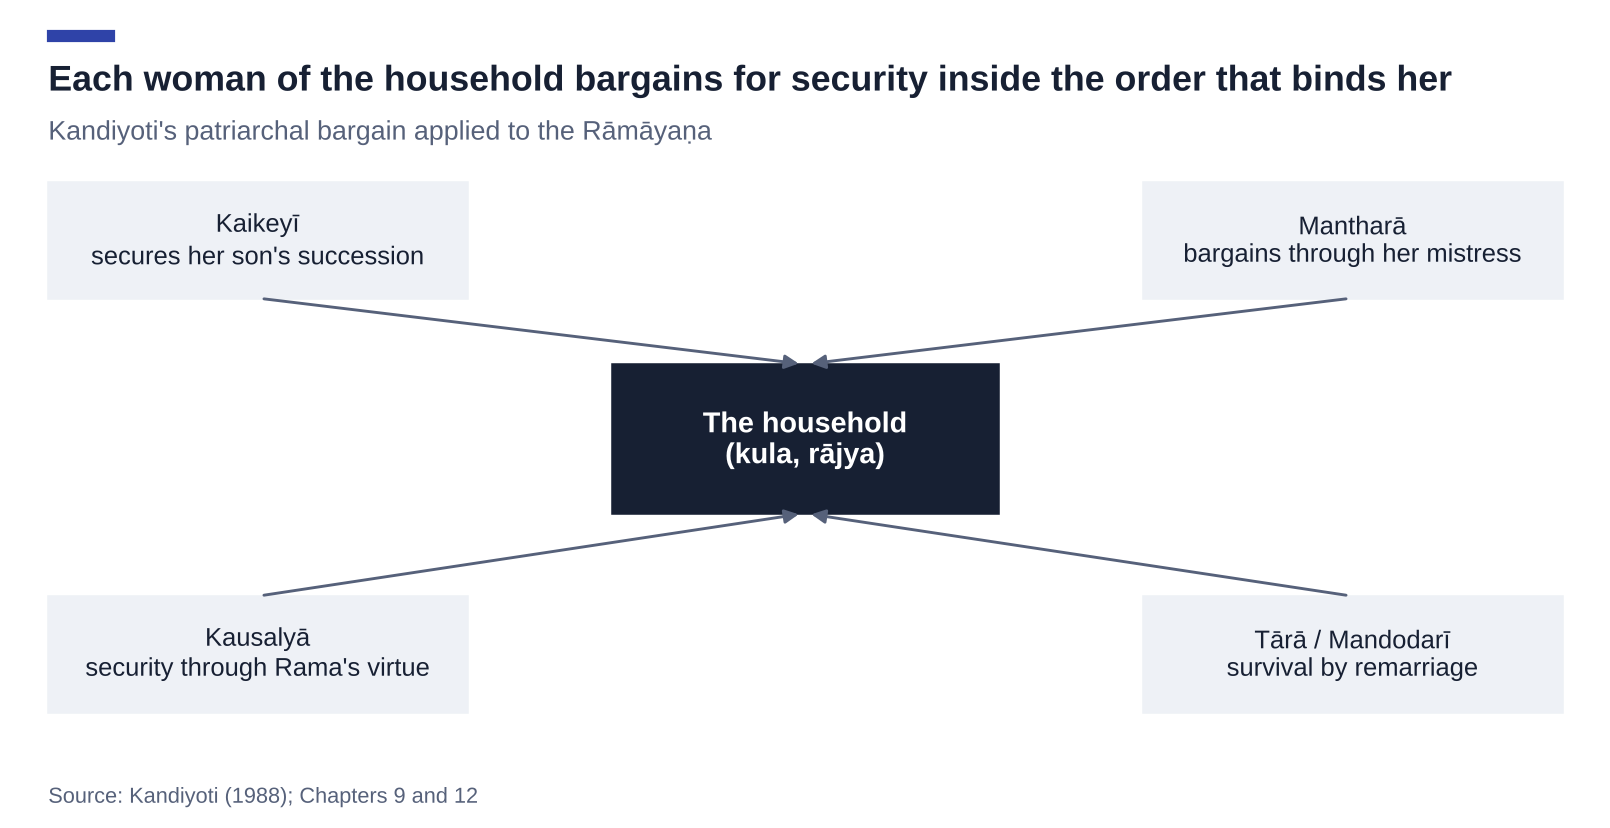 Each woman of the household bargains for security inside the order that binds her
Kandiyoti's patriarchal bargain applied to the Rāmāyaṇa
Kaikeyī
secures her son's succession
Mantharā
bargains through her mistress
The household
(kula, rājya)
Kausalyā
security through Rama's virtue
Tārā / Mandodarī
survival by remarriage
Source: Kandiyoti (1988); Chapters 9 and 12